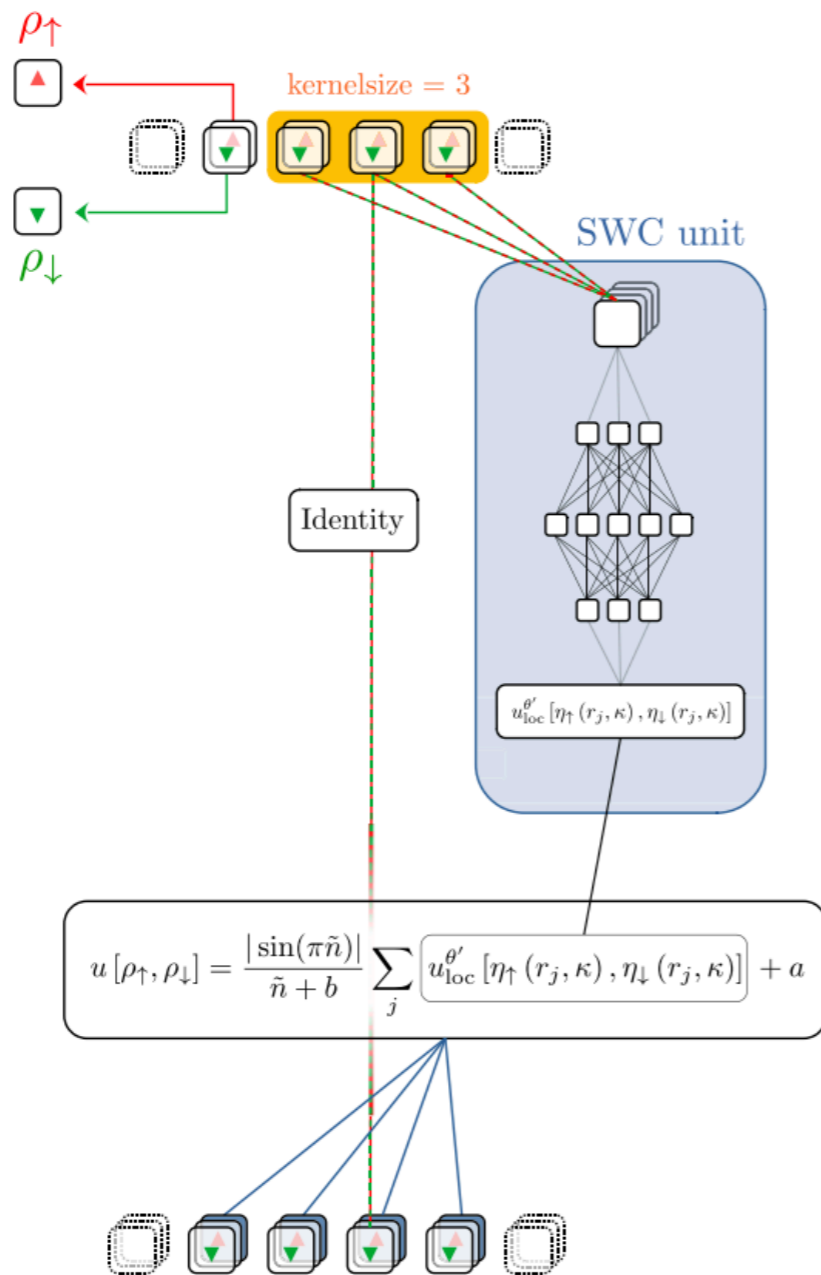 ρ↑
kernelsize = 3
ρ↓
SWC unit
Identity
u_loc^θ′ [η↑ (r_j, κ) , η↓ (r_j, κ)]
u [ρ↑, ρ↓] = |sin(πñ)| / (ñ + b) ∑_j u_loc^θ′ [η↑ (r_j, κ) , η↓ (r_j, κ)] + a